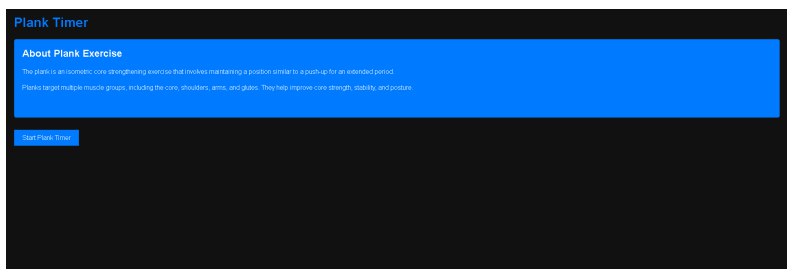 Plank Timer
About Plank Exercise
The plank is an isometric core strengthening exercise that involves maintaining a position similar to a push-up for an extended period.
Planks target multiple muscle groups, including the core, shoulders, arms, and glutes. They help improve core strength, stability, and posture.
Start Plank Timer